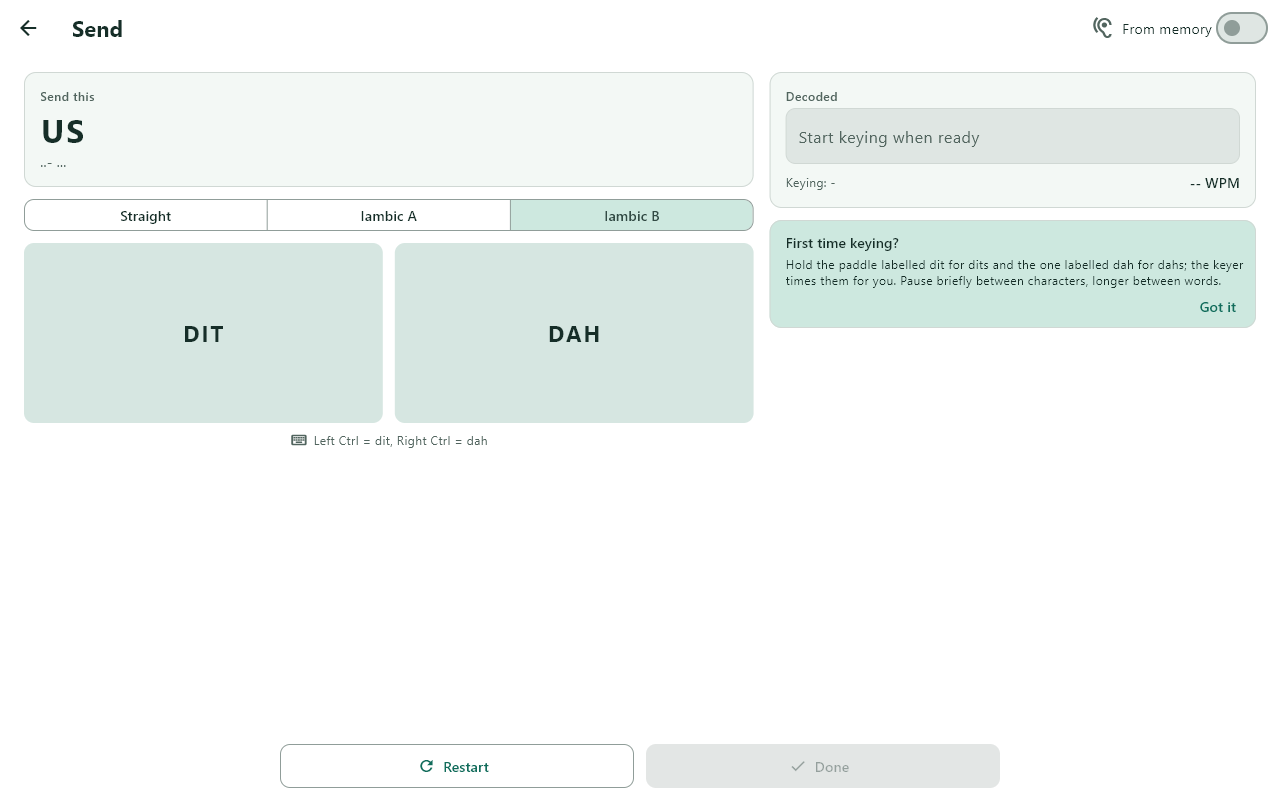 Send
From memory
Send this
US
..- ...
Straight
Iambic A
Iambic B
DIT
DAH
Left Ctrl = dit, Right Ctrl = dah
Decoded
Start keying when ready
Keying: -
-- WPM
First time keying?
Hold the paddle labelled dit for dits and the one labelled dah for dahs; the keyer
times them for you. Pause briefly between characters, longer between words.
Got it
Restart
Done